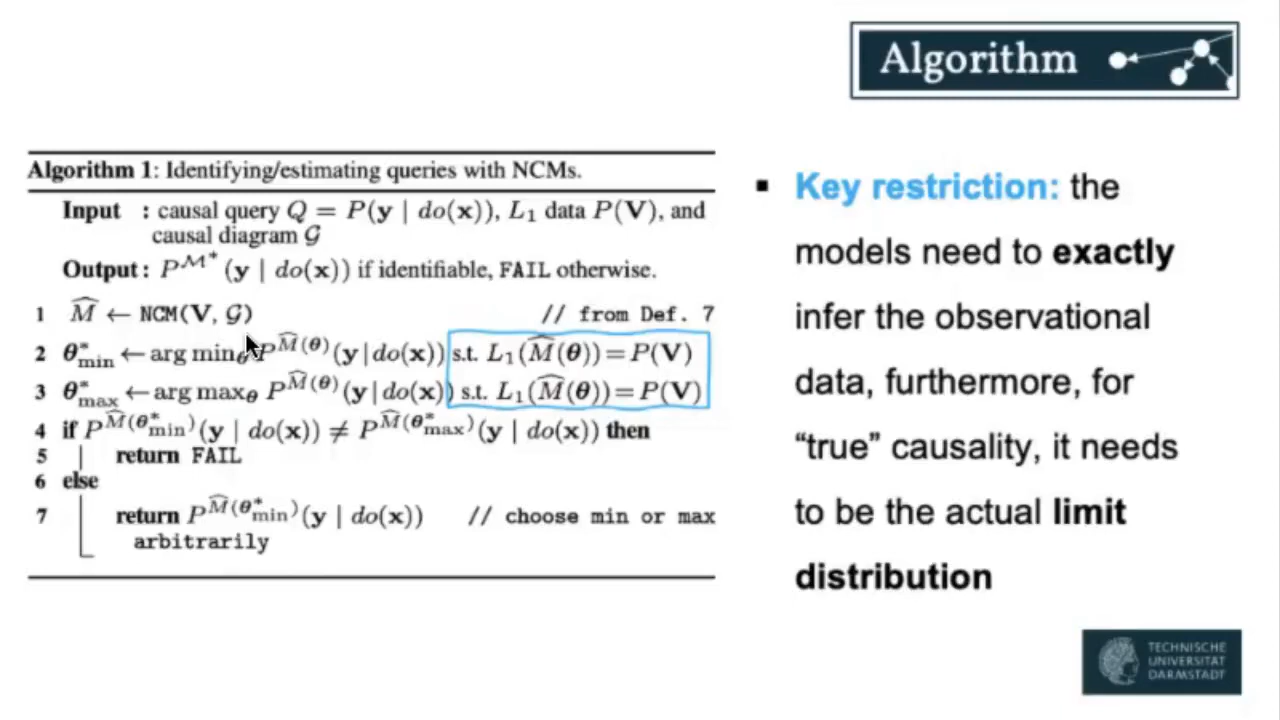 Algorithm
Algorithm 1: Identifying/estimating queries with NCMs.
Input : causal query Q = P(y | do(x)), L₁ data P(V), and
causal diagram 𝒢
Output : P^{ℳ*}(y | do(x)) if identifiable, FAIL otherwise.
1 M̂ ← NCM(V, 𝒢) // from Def. 7
2 θ*_min ← arg min_θ P^{M̂(θ)}(y | do(x)) s.t. L₁(M̂(θ)) = P(V)
3 θ*_max ← arg max_θ P^{M̂(θ)}(y | do(x)) s.t. L₁(M̂(θ)) = P(V)
4 if P^{M̂(θ*_min)}(y | do(x)) ≠ P^{M̂(θ*_max)}(y | do(x)) then
5 return FAIL
6 else
7 return P^{M̂(θ*_min)}(y | do(x)) // choose min or max
arbitrarily
▪ Key restriction: the
models need to exactly
infer the observational
data, furthermore, for
“true” causality, it needs
to be the actual limit
distribution
TECHNISCHE
UNIVERSITÄT
DARMSTADT